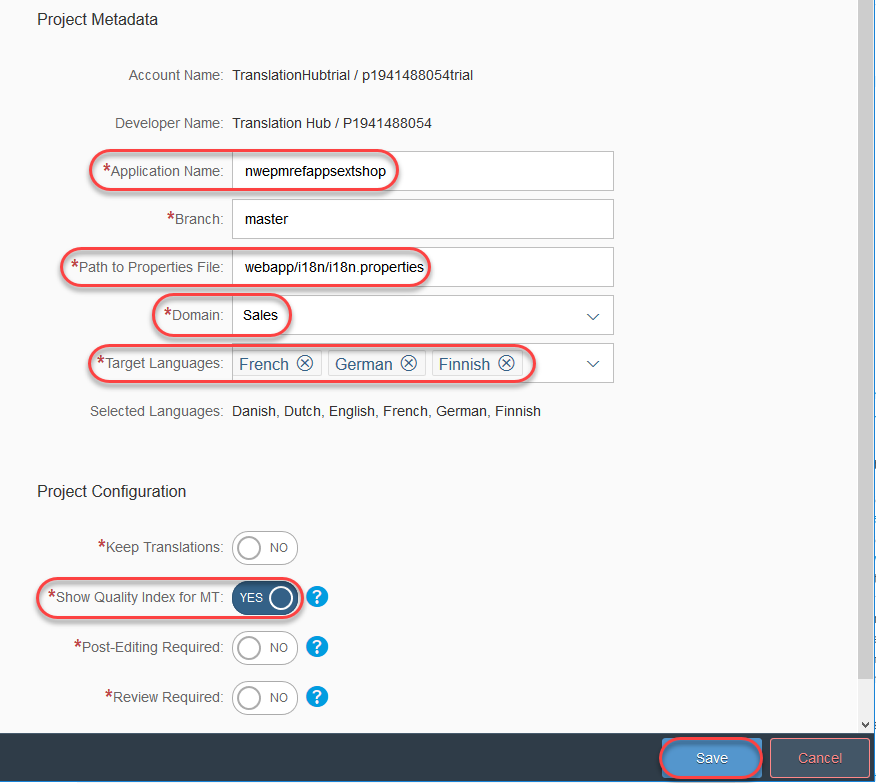 Project Metadata
Account Name: TranslationHubtrial / p1941488054trial
Developer Name: Translation Hub / P1941488054
*Application Name: nwepmrefappsextshop
*Branch: master
*Path to Properties File: webapp/i18n/i18n.properties
*Domain: Sales
*Target Languages: French German Finnish
Selected Languages: Danish, Dutch, English, French, German, Finnish
Project Configuration
*Keep Translations: NO
*Show Quality Index for MT: YES ?
*Post-Editing Required: NO ?
*Review Required: NO ?
Save Cancel